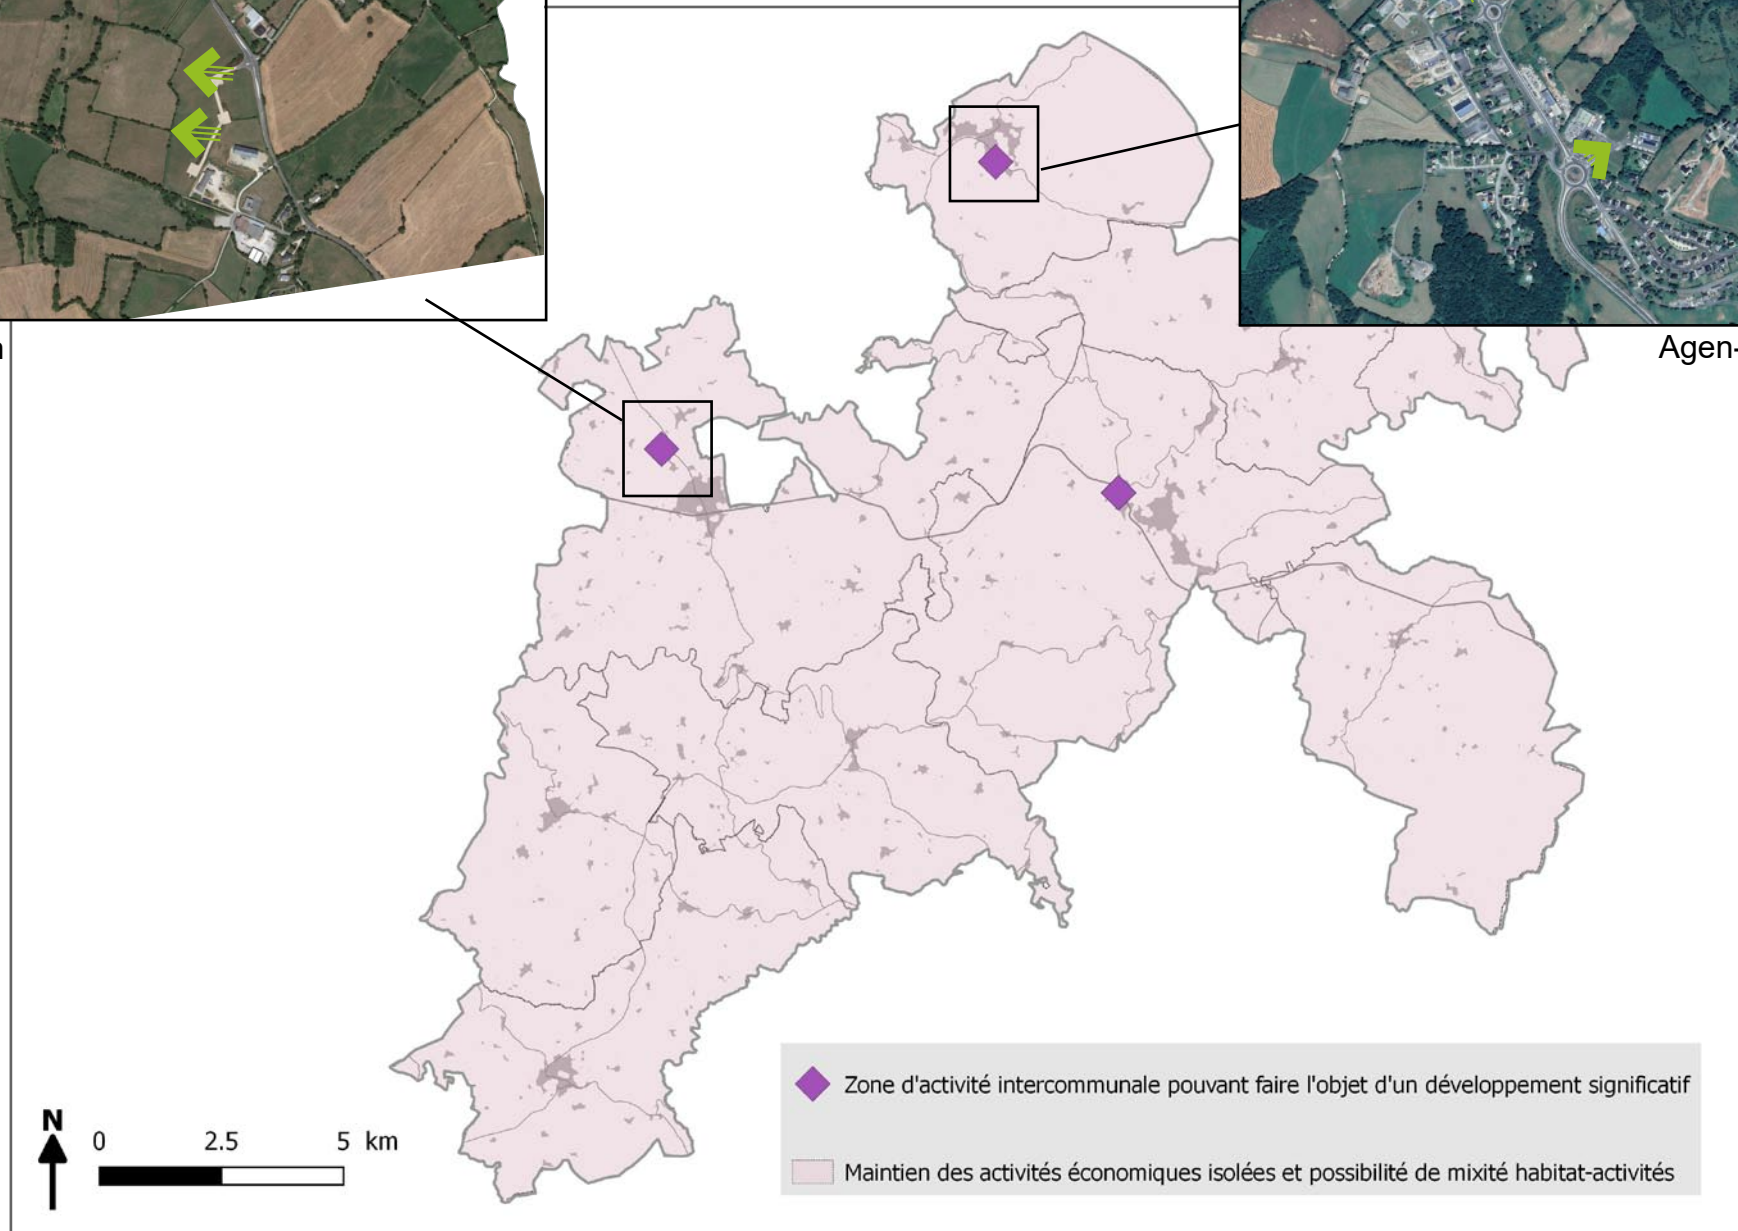 Agen-
Zone d'activité intercommunale pouvant faire l'objet d'un développement significatif
Maintien des activités économiques isolées et possibilité de mixité habitat-activités
N
0 2.5 5 km